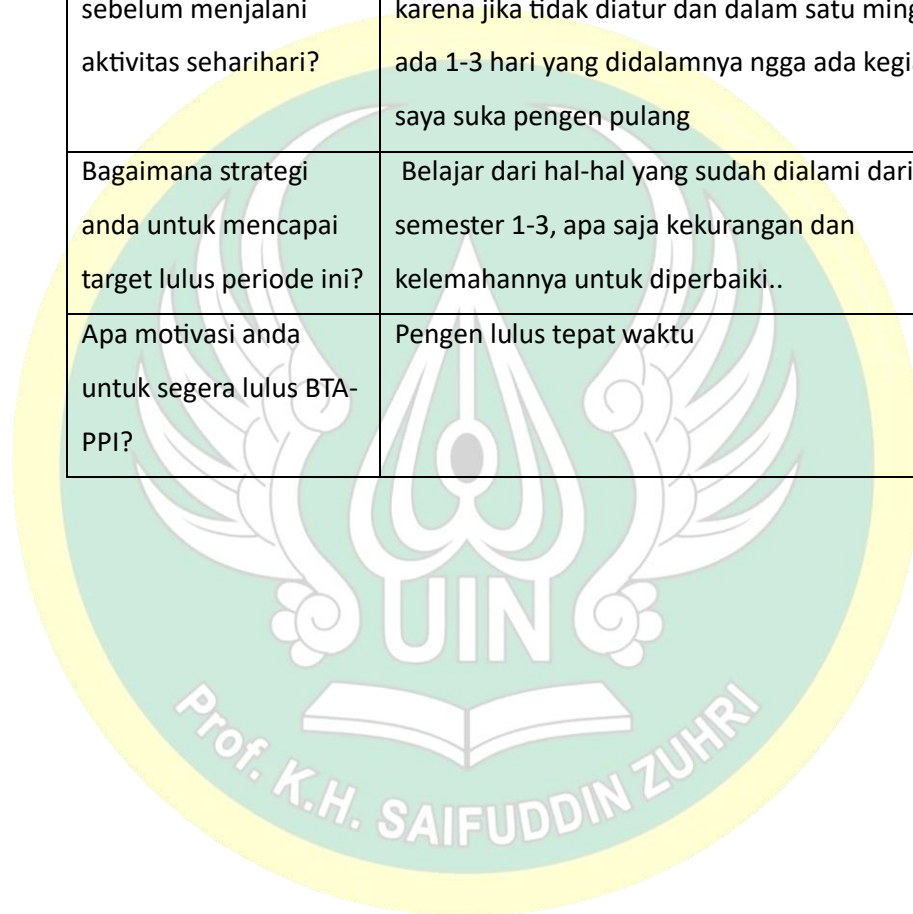 sebelum menjalani
aktivitas seharihari?
karena jika tidak diatur dan dalam satu
ada 1-3 hari yang didalamnya ngga ada
saya suka pengen pulang
Bagaimana strategi
anda untuk mencapai
target lulus periode ini?
Belajar dari hal-hal yang sudah dialami dari
semester 1-3, apa saja kekurangan dan
kelemahannya untuk diperbaiki..
Apa motivasi anda
untuk segera lulus BTA-
PPI?
Pengen lulus tepat waktu
UIN
Prof. K.H. SAIFUDDIN ZUHRI